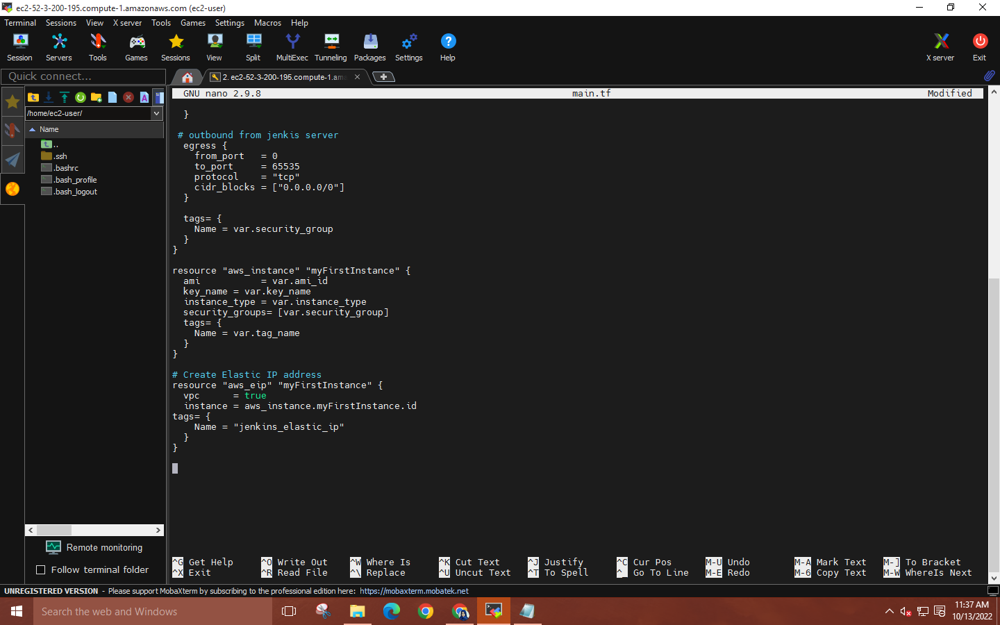 ec2-52-3-200-195.compute-1.amazonaws.com (ec2-user)
Terminal Sessions View X server Tools Games Settings Macros Help
Session Servers Tools Games Sessions View Split MultiExec Tunneling Packages Settings Help X server Exit
Quick connect...
2. ec2-52-3-200-195.compute-1.am
/home/ec2-user/
Name
..
.ssh
.bashrc
.bash_profile
.bash_logout
Remote monitoring
Follow terminal folder
GNU nano 2.9.8 main.tf Modified
}
# outbound from jenkis server
egress {
from_port = 0
to_port = 65535
protocol = "tcp"
cidr_blocks = ["0.0.0.0/0"]
}
tags= {
Name = var.security_group
}
}
resource "aws_instance" "myFirstInstance" {
ami = var.ami_id
key_name = var.key_name
instance_type = var.instance_type
security_groups= [var.security_group]
tags= {
Name = var.tag_name
}
}
# Create Elastic IP address
resource "aws_eip" "myFirstInstance" {
vpc = true
instance = aws_instance.myFirstInstance.id
tags= {
Name = "jenkins_elastic_ip"
}
}
^G Get Help ^O Write Out ^W Where Is ^K Cut Text ^J Justify ^C Cur Pos M-U Undo M-A Mark Text M-] To Bracket
^X Exit ^R Read File ^\ Replace ^U Uncut Text ^T To Spell ^_ Go To Line M-E Redo M-6 Copy Text M-W WhereIs Next
UNREGISTERED VERSION - Please support MobaXterm by subscribing to the professional edition here: https://mobaxterm.mobatek.net
Search the web and Windows
11:37 AM
10/13/2022